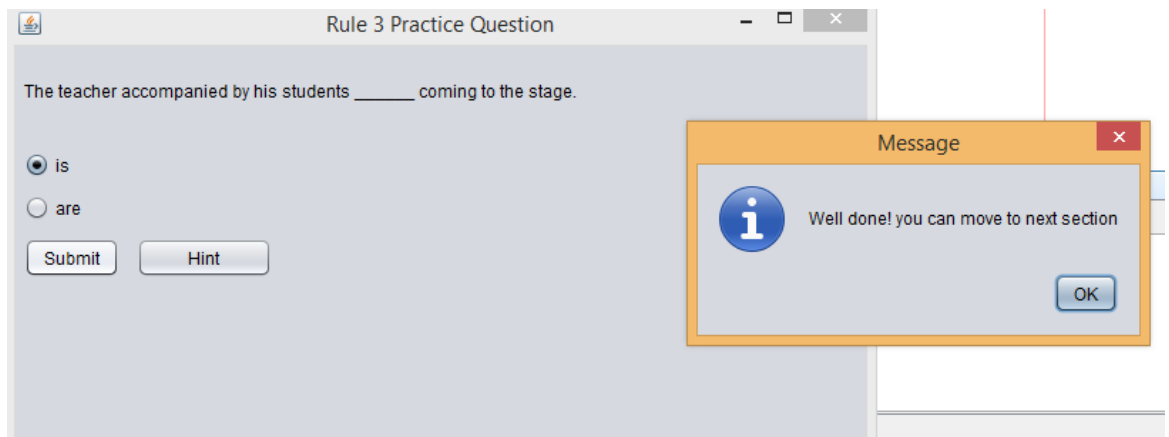 Rule 3 Practice Question
The teacher accompanied by his students ______ coming to the stage.
is
are
Submit Hint
Message
Well done! you can move to next section
OK